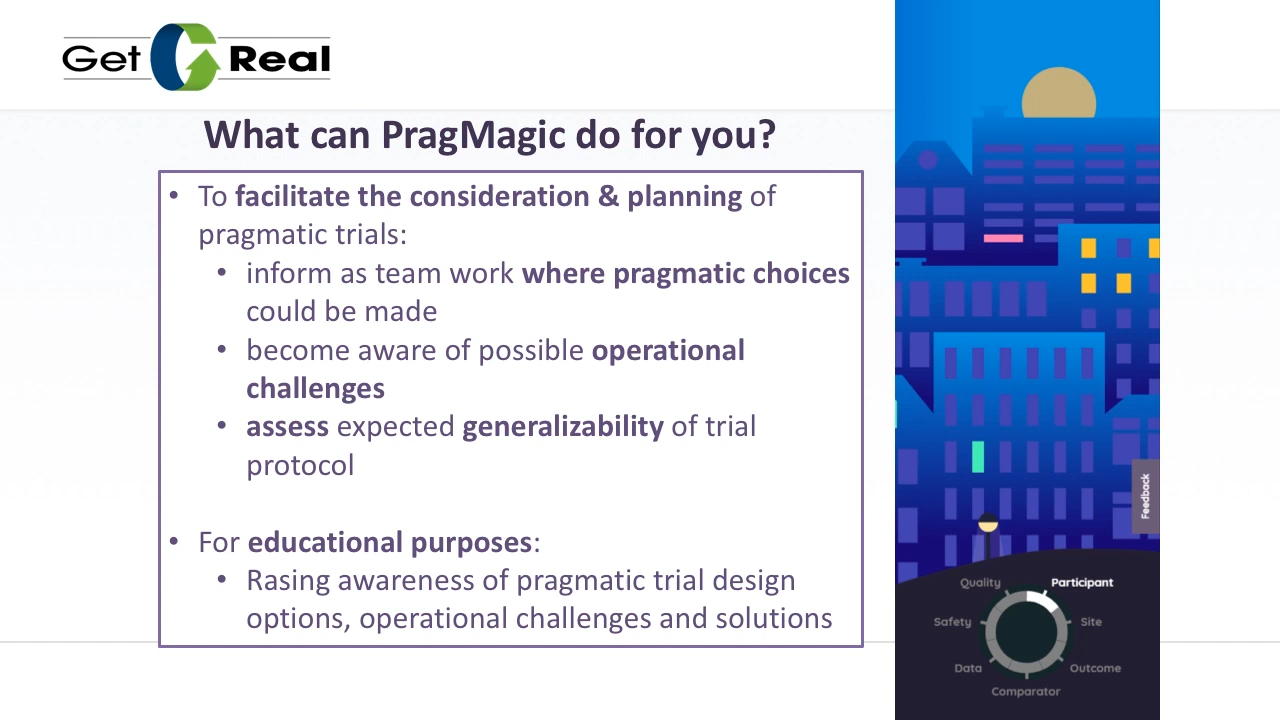 Get Real
What can PragMagic do for you?
• To facilitate the consideration & planning of
pragmatic trials:
• inform as team work where pragmatic choices
could be made
• become aware of possible operational
challenges
• assess expected generalizability of trial
protocol
• For educational purposes:
• Rasing awareness of pragmatic trial design
options, operational challenges and solutions
Feedback
Quality Participant
Safety Site
Data Outcome
Comparator